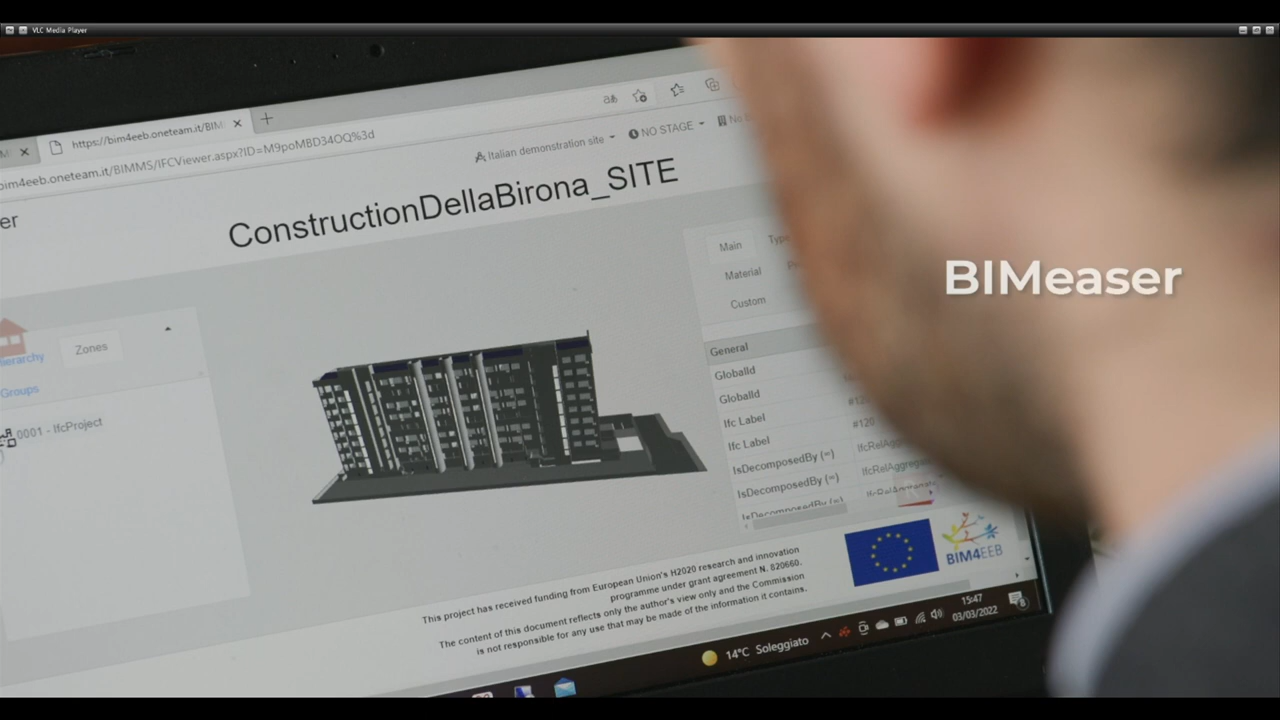 VLC Media Player
https://bim4eeb.oneteam.it/BIM
bim4eeb.oneteam.it/BIMMS/IFCViewer.aspx?ID=M9poMBD34OQ%3d
Italian demonstration site
NO STAGE
er
ConstructionDellaBirona_SITE
Main
Material
Custom
BIMeaser
Zones
ierarchy
Groups
0001 - IfcProject
General
GlobalId
GlobalId
Ifc Label
#120
Ifc Label
IsDecomposedBy (=)
IsDecomposedBy (=)
IsDecomposedBy (=)
This project has received funding from European Union's H2020 research and innovation
programme under grant agreement N. 820660.
The content of this document reflects only the author's view only and the Commission
is not responsible for any use that may be made of the information it contains.
BIM4EEB
14°C Soleggiato
15:47
03/03/2022